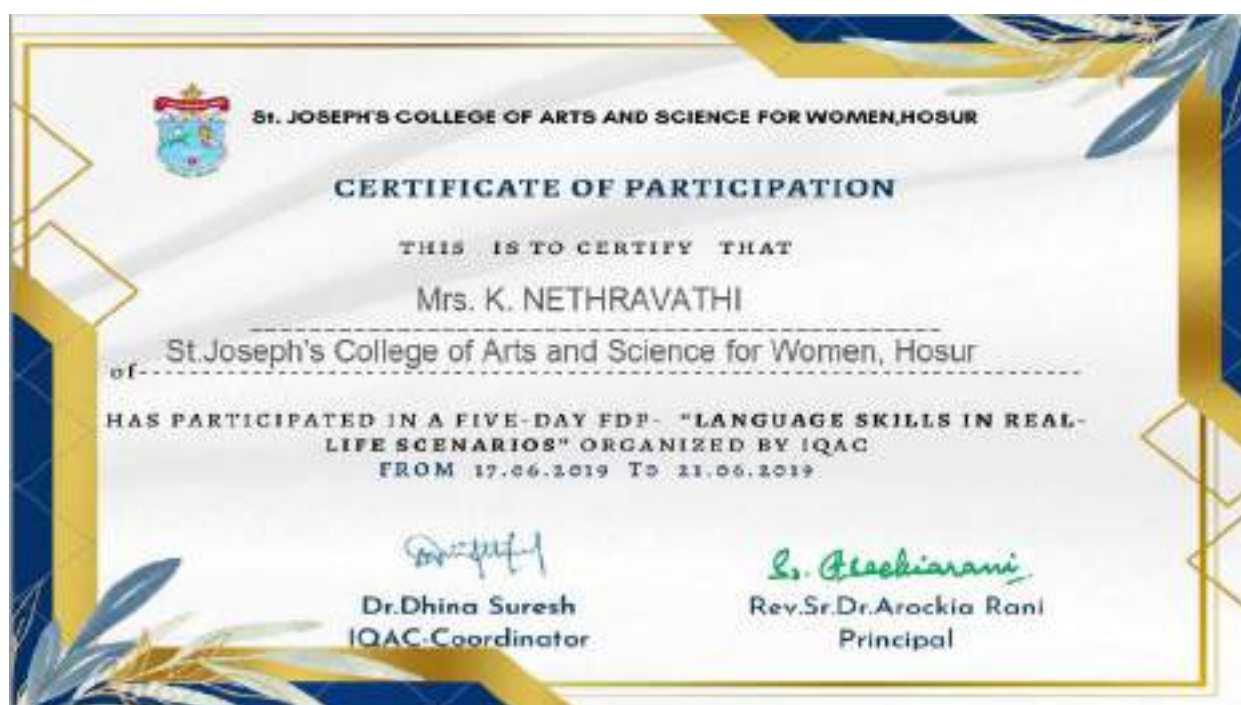 St. JOSEPH'S COLLEGE OF ARTS AND SCIENCE FOR WOMEN,HOSUR
CERTIFICATE OF PARTICIPATION
THIS IS TO CERTIFY THAT
Mrs. K. NETHRAVATHI
St.Joseph's College of Arts and Science for Women, Hosur
of
HAS PARTICIPATED IN A FIVE-DAY FDP- "LANGUAGE SKILLS IN REAL-
LIFE SCENARIOS" ORGANIZED BY IQAC
FROM 17.06.2019 To 21.06.2019
Dr.Dhina Suresh
IQAC-Coordinator
Rev.Sr.Dr.Arockia Rani
Principal